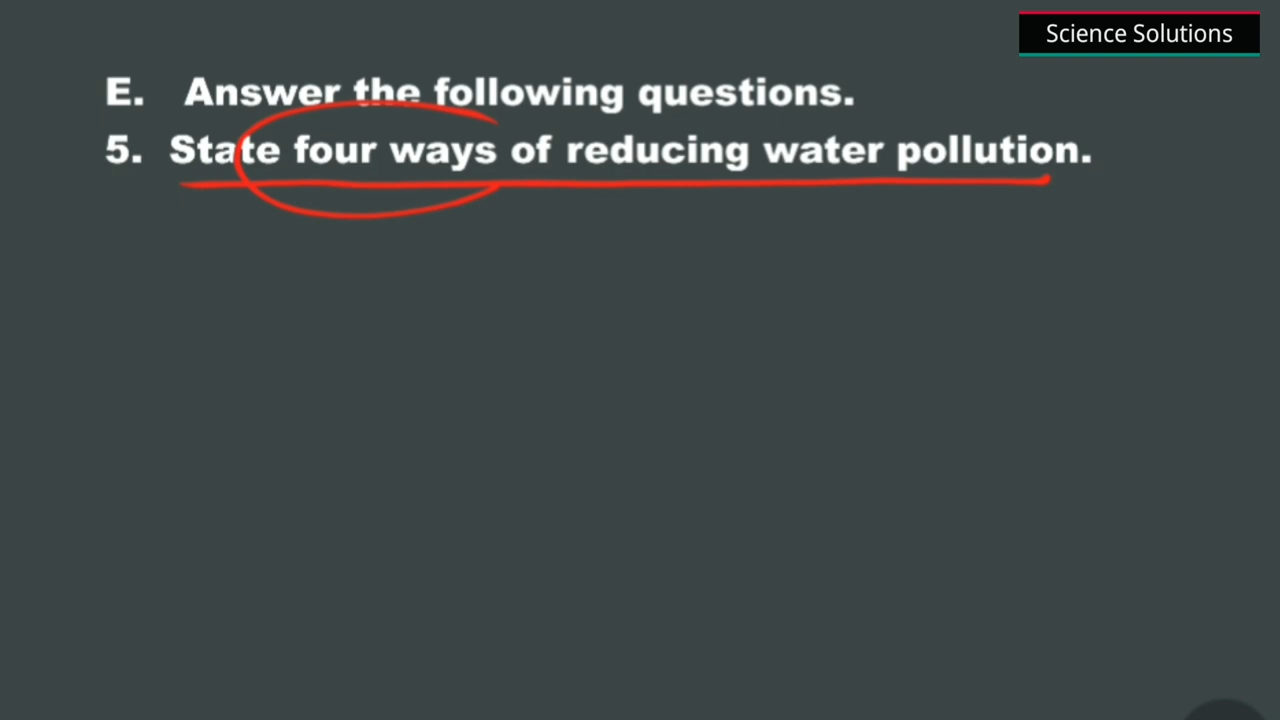 Science Solutions
E. Answer the following questions.
5. State four ways of reducing water pollution.